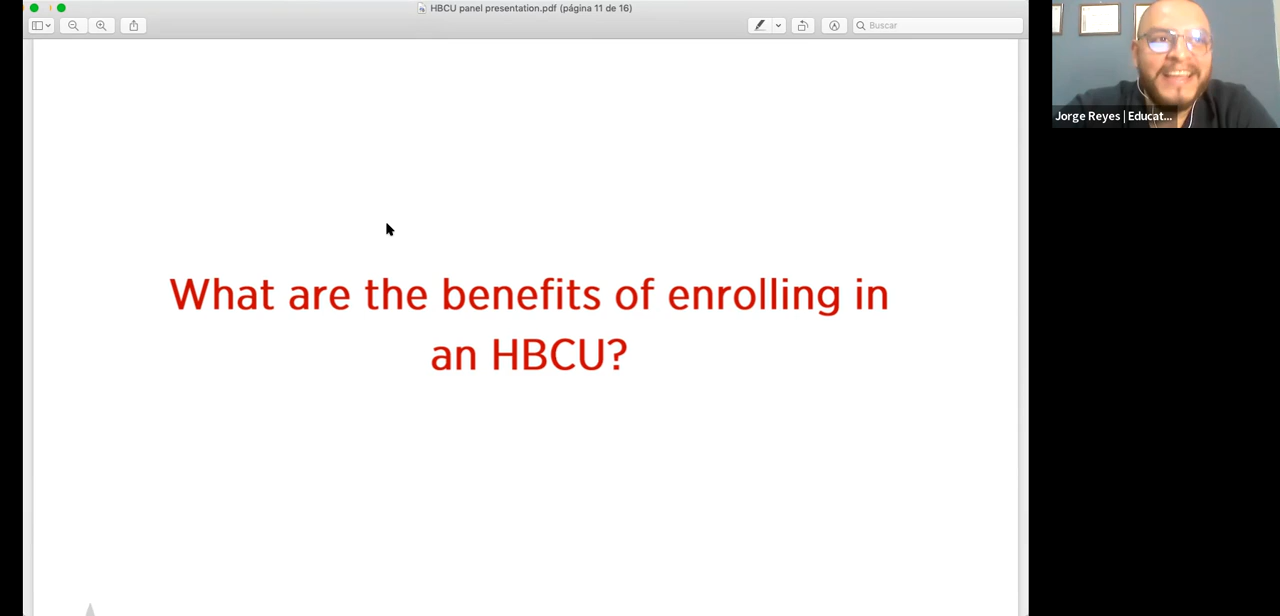 HBCU panel presentation.pdf (página 11 de 16)
Buscar
What are the benefits of enrolling in
an HBCU?
Jorge Reyes | Educat...